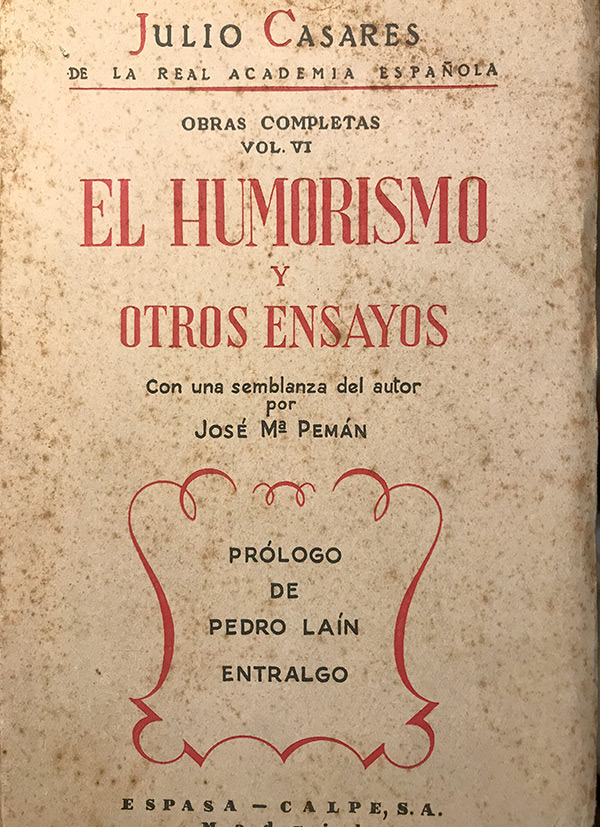 JULIO CASARES
DE LA REAL ACADEMIA ESPAÑOLA
OBRAS COMPLETAS
VOL. VI
EL HUMORISMO
Y
OTROS ENSAYOS
Con una semblanza del autor
por
JOSÉ Mª PEMÁN
PRÓLOGO
DE
PEDRO LAÍN
ENTRALGO
ESPASA – CALPE, S. A.
Madrid